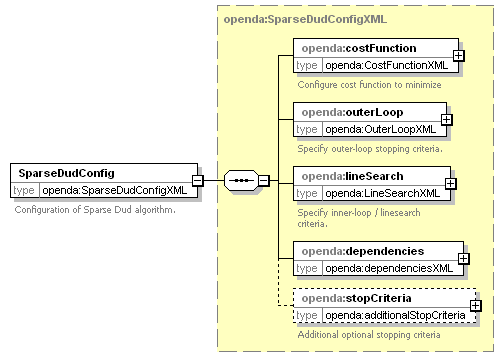 openda:SparseDudConfigXML
openda:costFunction
type openda:CostFunctionXML
Configure cost function to minimize
openda:outerLoop
type openda:OuterLoopXML
Specify outer-loop stopping criteria.
SparseDudConfig
type openda:SparseDudConfigXML
Configuration of Sparse Dud algorithm.
openda:lineSearch
type openda:LineSearchXML
Specify inner-loop / linesearch
criteria.
openda:dependencies
type openda:dependenciesXML
openda:stopCriteria
type openda:additionalStopCriteria
Additional optional stopping criteria